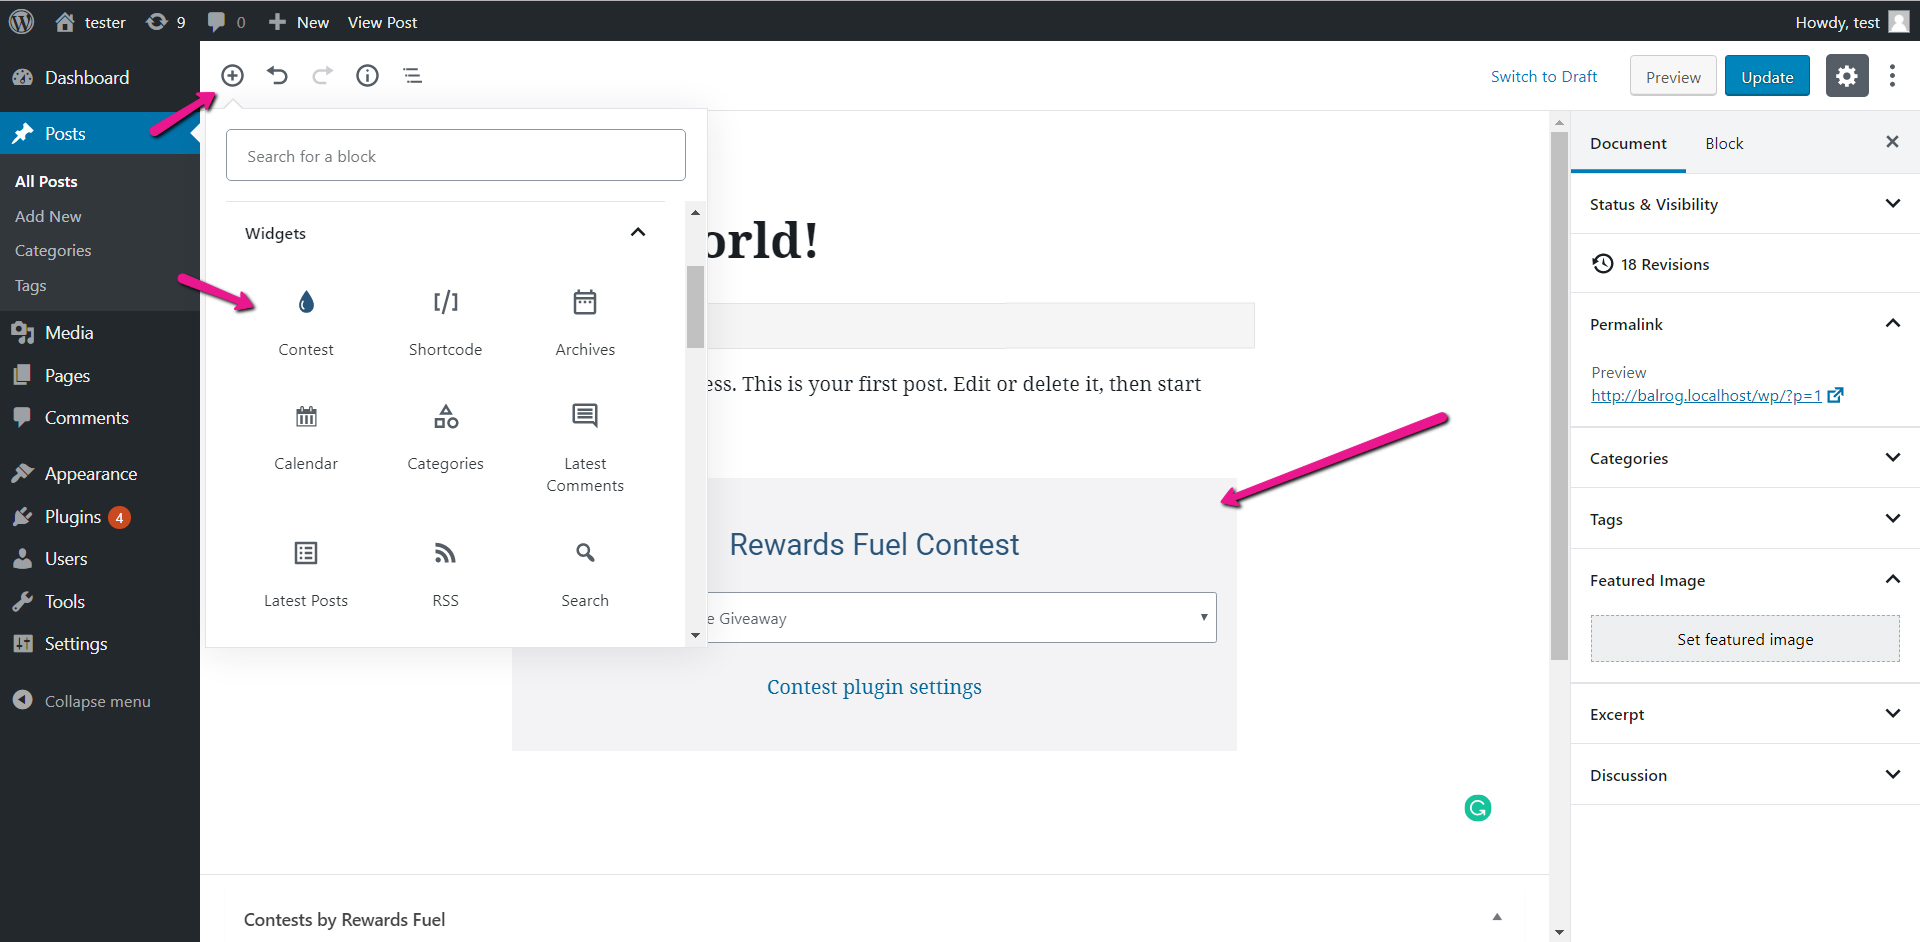 tester
9
0
New
View Post
Howdy, test
Dashboard
Posts
All Posts
Add New
Categories
Tags
Media
Pages
Comments
Appearance
Plugins 4
Users
Tools
Settings
Collapse menu
Switch to Draft
Preview
Update
Search for a block
Widgets
Contest
Shortcode
Archives
Calendar
Categories
Latest
Comments
Latest Posts
RSS
Search
orld!
ess. This is your first post. Edit or delete it, then start
Rewards Fuel Contest
e Giveaway
Contest plugin settings
Contests by Rewards Fuel
Document
Block
Status & Visibility
18 Revisions
Permalink
Preview
http://balrog.localhost/wp/?p=1
Categories
Tags
Featured Image
Set featured image
Excerpt
Discussion